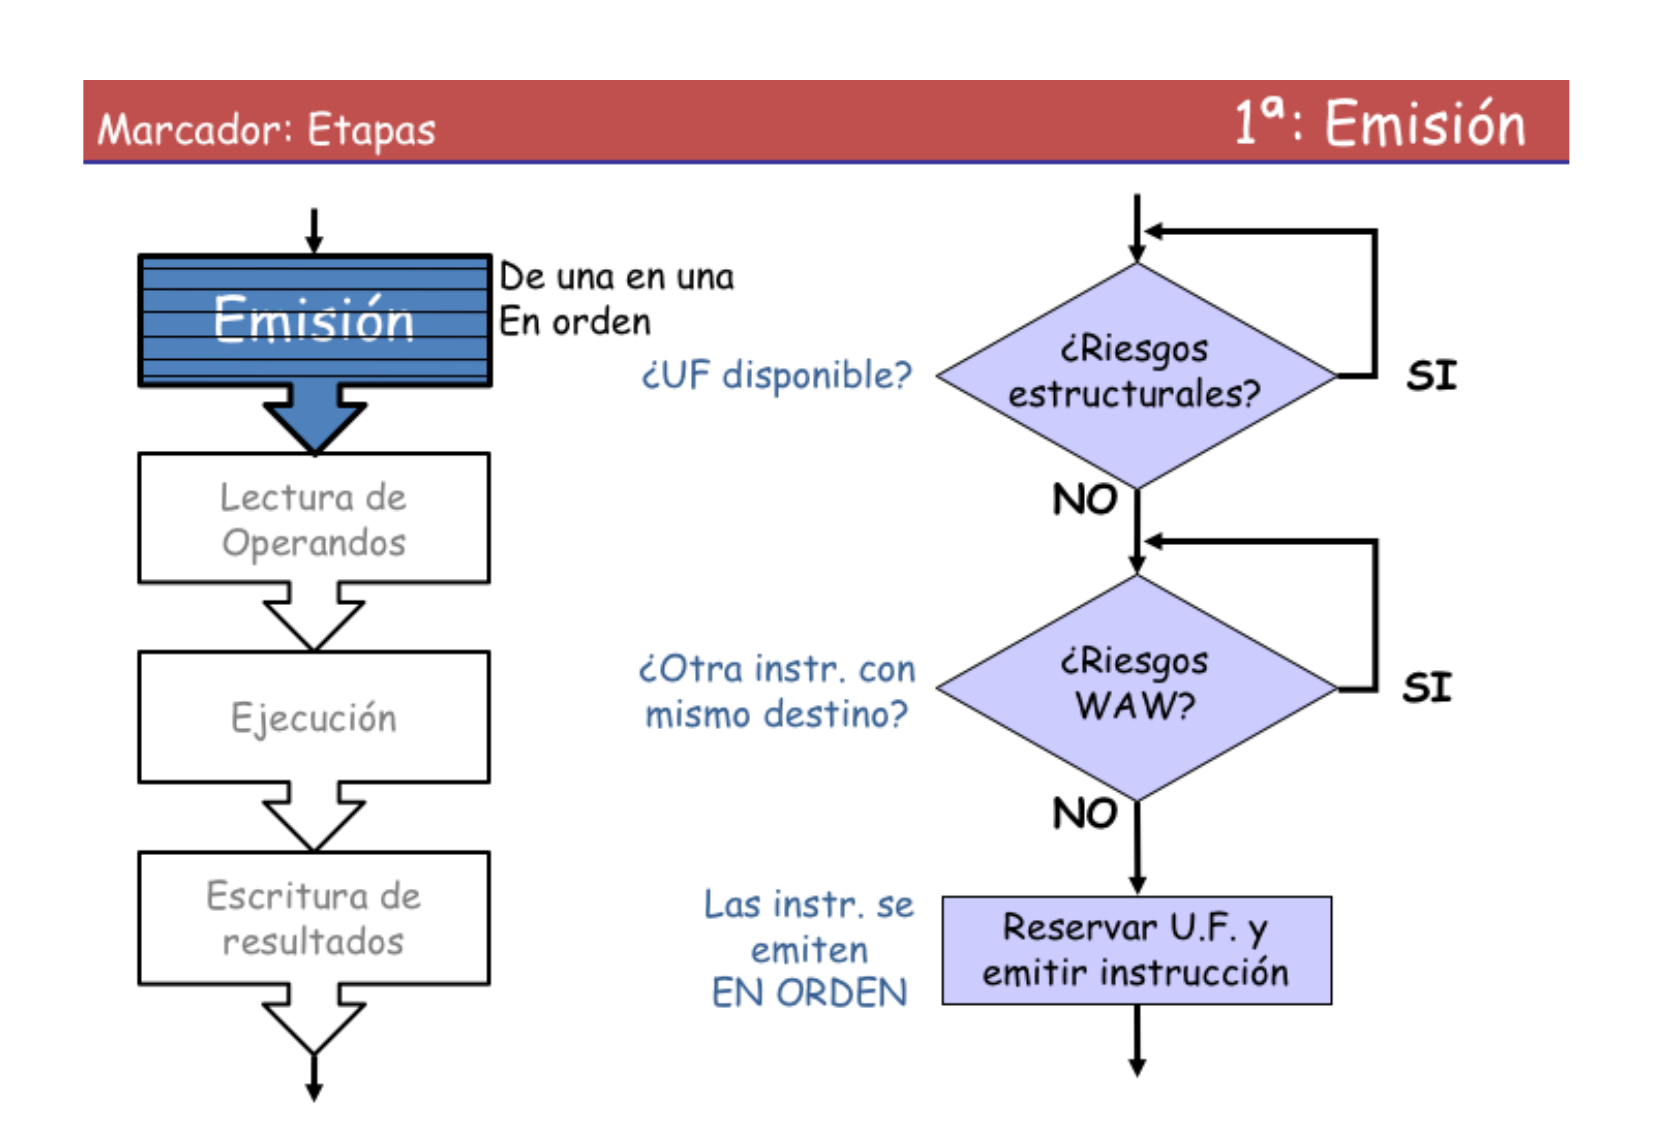 Marcador: Etapas
1ª: Emisión
Emisión
De una en una
En orden
Lectura de
Operandos
Ejecución
Escritura de
resultados
¿UF disponible?
¿Riesgos
estructurales?
SI
NO
¿Otra instr. con
mismo destino?
¿Riesgos
WAW?
SI
NO
Las instr. se
emiten
EN ORDEN
Reservar U.F. y
emitir instrucción